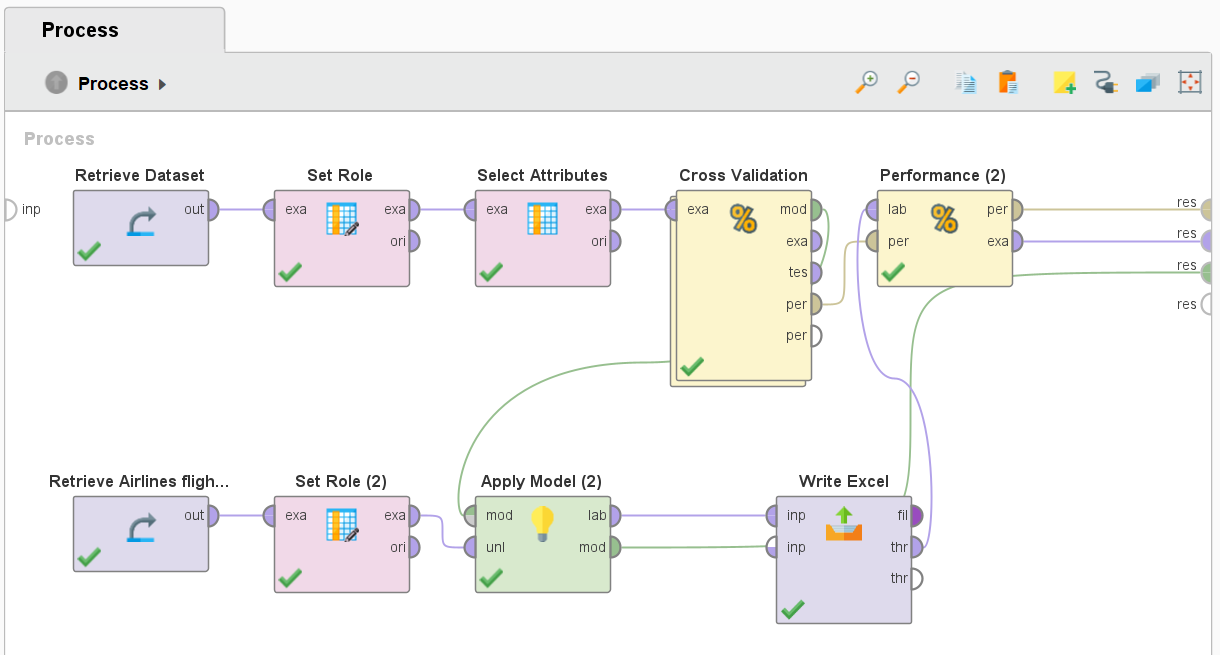 Process
Process
Process
Retrieve Dataset
Set Role
Select Attributes
Cross Validation
Performance (2)
inp
out
exa
exa
exa
exa
exa
mod
lab
per
res
ori
ori
exa
per
exa
res
tes
res
per
res
per
Retrieve Airlines fligh...
Set Role (2)
Apply Model (2)
Write Excel
out
exa
exa
mod
lab
inp
fil
ori
unl
mod
inp
thr
thr